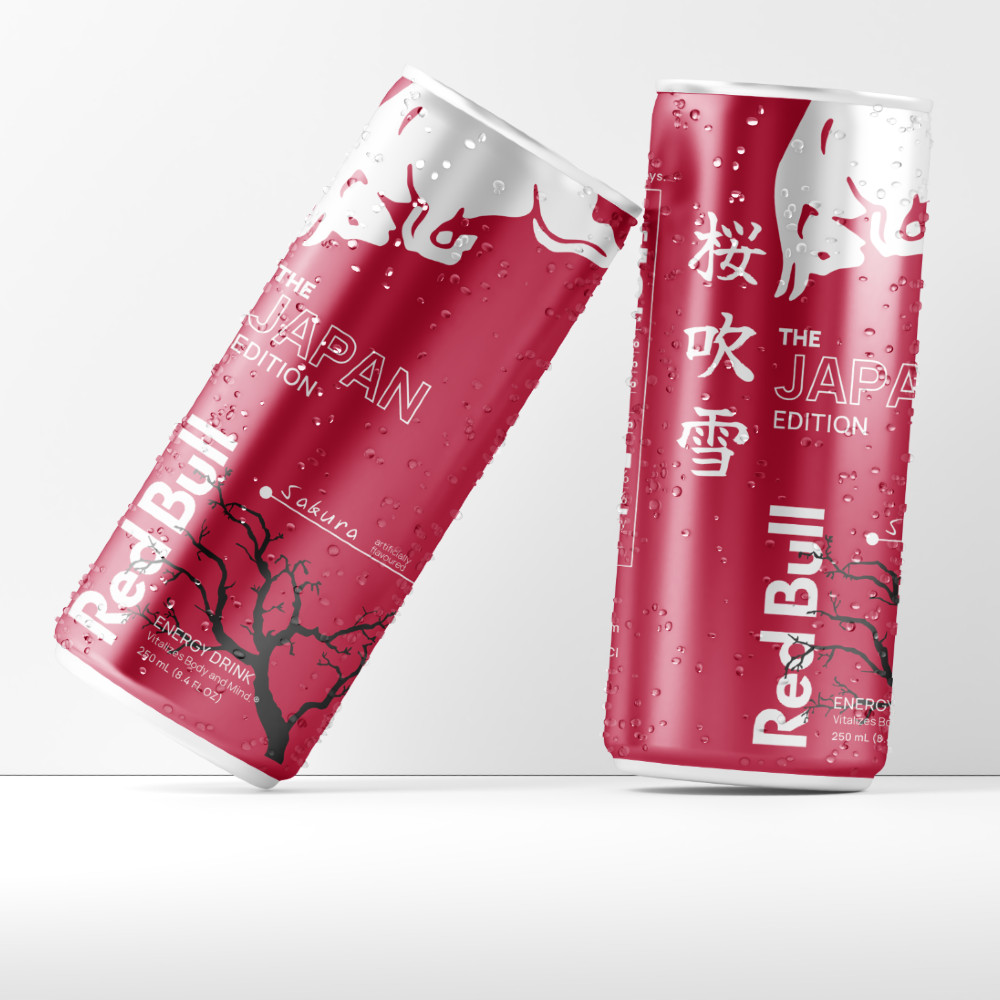 THE
JAPAN
EDITION
Red Bull
Sakura
artificially
flavoured
ENERGY DRINK
Vitalizes Body and Mind.®
250 mL (8.4 FL OZ)
桜
吹
雪
THE
JAPA
EDITION
Red Bull
S
ENERGY
Vitalizes Bo
250 mL (8.